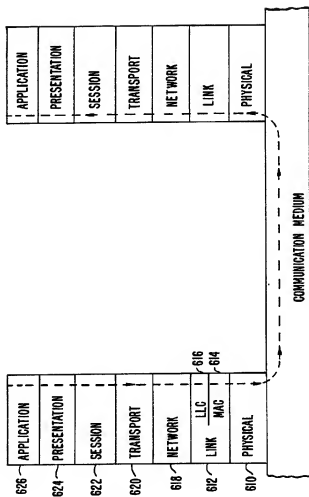 626 APPLICATION
624 PRESENTATION
622 SESSION
620 TRANSPORT
618 NETWORK
612 LINK LLC 616
MAC 614
610 PHYSICAL
APPLICATION
PRESENTATION
SESSION
TRANSPORT
NETWORK
LINK
PHYSICAL
COMMUNICATION MEDIUM